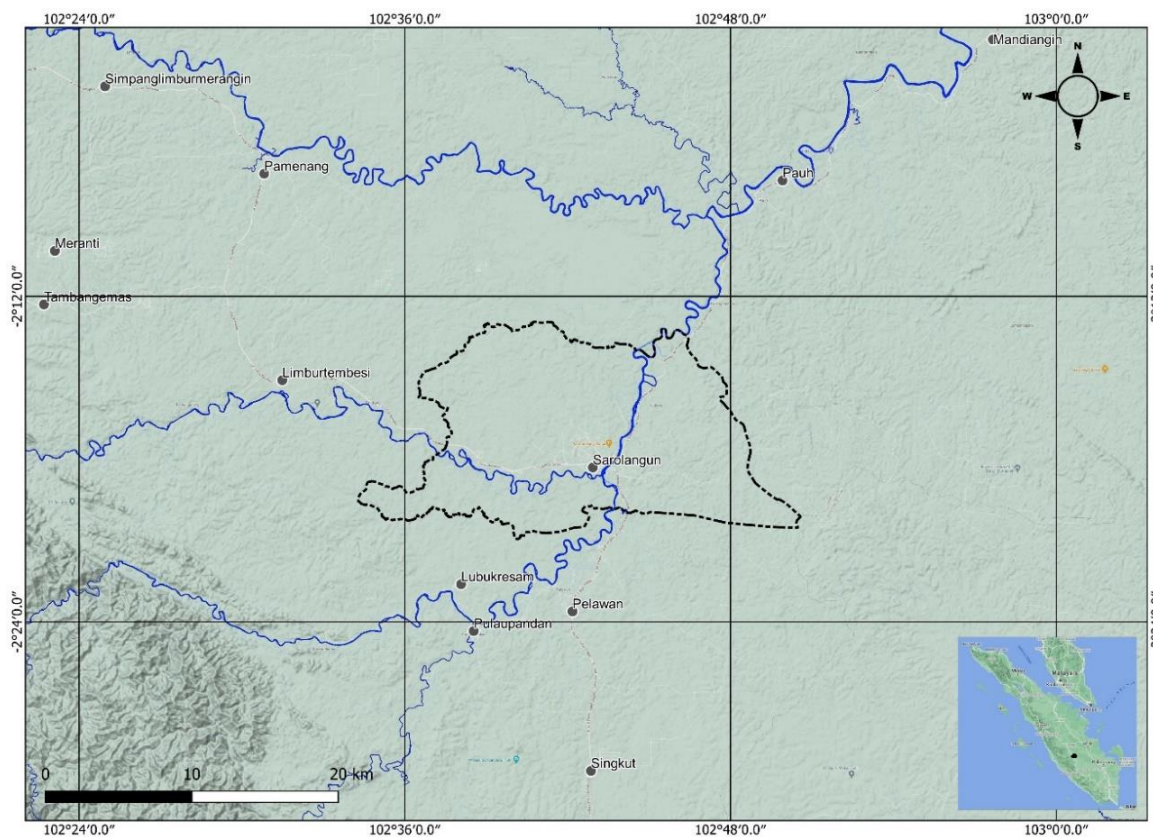 102°24'0.0" 102°36'0.0" 102°48'0.0" 103°0'0.0"
Mandiangin
N
W E
S
Simpanglimburmerangin
Pamenang
Pauh
Meranti
-2°12'0.0"
Tambangemas
Limburtembesi
Sarolangun
Lubukresam
Pelawan
-2°24'0.0"
Pulaupandan
Singkut
0 10 20 km
102°24'0.0" 102°36'0.0" 102°48'0.0" 103°0'0.0"